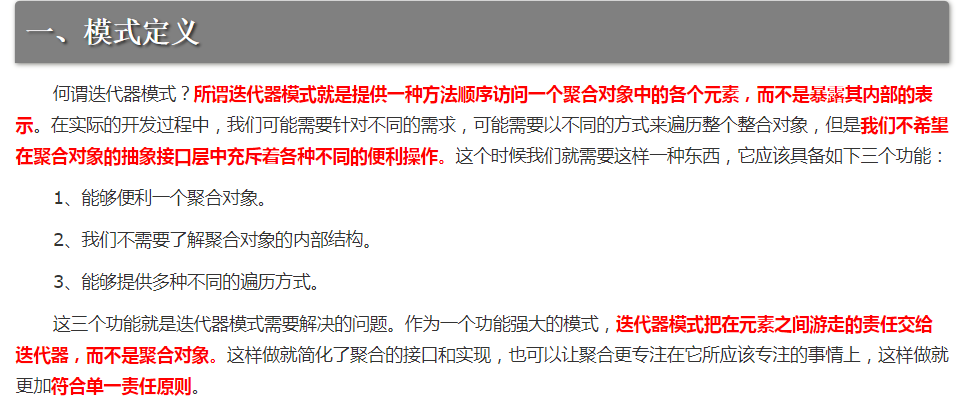 一、模式定义
何谓迭代器模式？所谓迭代器模式就是提供一种方法顺序访问一个聚合对象中的各个元素，而不是暴露其内部的表
示。在实际的开发过程中，我们可能需要针对不同的需求，可能需要以不同的方式来遍历整个整合对象，但是我们不希望
在聚合对象的抽象接口层中充斥着各种不同的便利操作。这个时候我们就需要这样一种东西，它应该具备如下三个功能：
1、能够便利一个聚合对象。
2、我们不需要了解聚合对象的内部结构。
3、能够提供多种不同的遍历方式。
这三个功能就是迭代器模式需要解决的问题。作为一个功能强大的模式，迭代器模式把在元素之间游走的责任交给
迭代器，而不是聚合对象。这样做就简化了聚合的接口和实现，也可以让聚合更专注在它所应该专注的事情上，这样做就
更加符合单一责任原则。